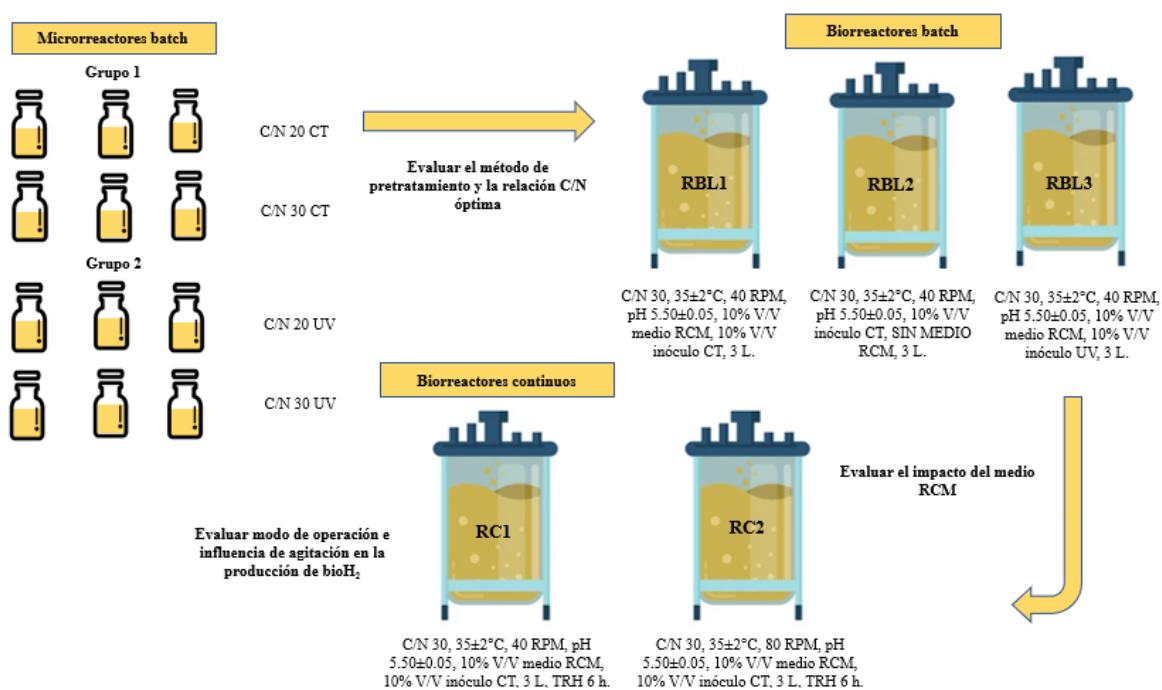 Microrreactores batch
Grupo 1
C/N 20 CT
C/N 30 CT
Grupo 2
C/N 20 UV
C/N 30 UV
Evaluar el método de
pretratamiento y la relación C/N
óptima
Biorreactores batch
RBL1
RBL2
RBL3
C/N 30, 35±2°C, 40 RPM,
pH 5.50±0.05, 10% V/V
medio RCM, 10% V/V
inóculo CT, 3 L.
C/N 30, 35±2°C, 40 RPM,
pH 5.50±0.05, 10% V/V
inóculo CT, SIN MEDIO
RCM, 3 L.
C/N 30, 35±2°C, 40 RPM,
pH 5.50±0.05, 10% V/V
medio RCM, 10% V/V
inóculo UV, 3 L.
Evaluar el impacto del medio
RCM
Biorreactores continuos
Evaluar modo de operación e
influencia de agitación en la
producción de bioH₂
RC1
RC2
C/N 30, 35±2°C, 40 RPM, pH
5.50±0.05, 10% V/V medio RCM,
10% V/V inóculo CT, 3 L, TRH 6 h.
C/N 30, 35±2°C, 80 RPM, pH
5.50±0.05, 10% V/V medio RCM,
10% V/V inóculo CT, 3 L, TRH 6 h.